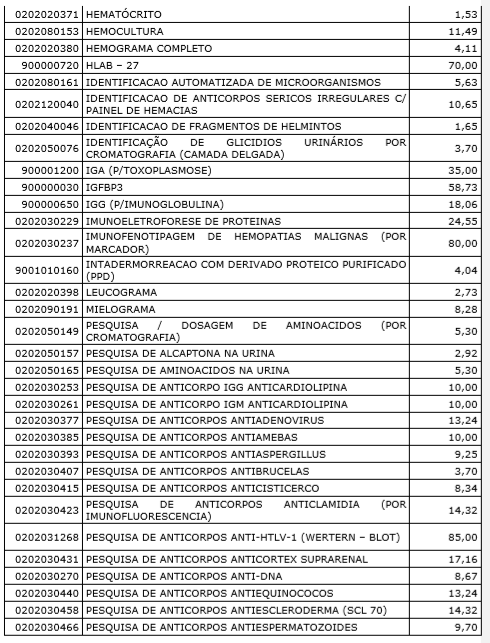 0202020371 HEMATÓCRITO 1,53
0202080153 HEMOCULTURA 11,49
0202020380 HEMOGRAMA COMPLETO 4,11
900000720 HLAB – 27 70,00
0202080161 IDENTIFICACAO AUTOMATIZADA DE MICROORGANISMOS 5,63
0202120040 IDENTIFICACAO DE ANTICORPOS SERICOS IRREGULARES C/
PAINEL DE HEMACIAS 10,65
0202040046 IDENTIFICACAO DE FRAGMENTOS DE HELMINTOS 1,65
0202050076 IDENTIFICAÇÃO DE GLICIDIOS URINÁRIOS POR
CROMATOGRAFIA (CAMADA DELGADA) 3,70
900001200 IGA (P/TOXOPLASMOSE) 35,00
900000030 IGFBP3 58,73
900000650 IGG (P/IMUNOGLOBULINA) 18,06
0202030229 IMUNOELETROFORESE DE PROTEINAS 24,55
0202030237 IMUNOFENOTIPAGEM DE HEMOPATIAS MALIGNAS (POR
MARCADOR) 80,00
9001010160 INTADERMORREACAO COM DERIVADO PROTEICO PURIFICADO
(PPD) 4,04
0202020398 LEUCOGRAMA 2,73
0202090191 MIELOGRAMA 8,28
0202050149 PESQUISA / DOSAGEM DE AMINOACIDOS (POR
CROMATOGRAFIA) 5,30
0202050157 PESQUISA DE ALCAPTONA NA URINA 2,92
0202050165 PESQUISA DE AMINOACIDOS NA URINA 5,30
0202030253 PESQUISA DE ANTICORPO IGG ANTICARDIOLIPINA 10,00
0202030261 PESQUISA DE ANTICORPO IGM ANTICARDIOLIPINA 10,00
0202030377 PESQUISA DE ANTICORPOS ANTIADENOVIRUS 13,24
0202030385 PESQUISA DE ANTICORPOS ANTIAMEBAS 10,00
0202030393 PESQUISA DE ANTICORPOS ANTIASPERGILLUS 9,25
0202030407 PESQUISA DE ANTICORPOS ANTIBRUCELAS 3,70
0202030415 PESQUISA DE ANTICORPOS ANTICISTICERCO 8,34
0202030423 PESQUISA DE ANTICORPOS ANTICLAMIDIA (POR
IMUNOFLUORESCENCIA) 14,32
0202031268 PESQUISA DE ANTICORPOS ANTI-HTLV-1 (WERTERN – BLOT) 85,00
0202030431 PESQUISA DE ANTICORPOS ANTICORTEX SUPRARENAL 17,16
0202030270 PESQUISA DE ANTICORPOS ANTI-DNA 8,67
0202030440 PESQUISA DE ANTICORPOS ANTIEQUINOCOCOS 13,24
0202030458 PESQUISA DE ANTICORPOS ANTIESCLERODERMA (SCL 70) 14,32
0202030466 PESQUISA DE ANTICORPOS ANTIESPERMATOZOIDES 9,70